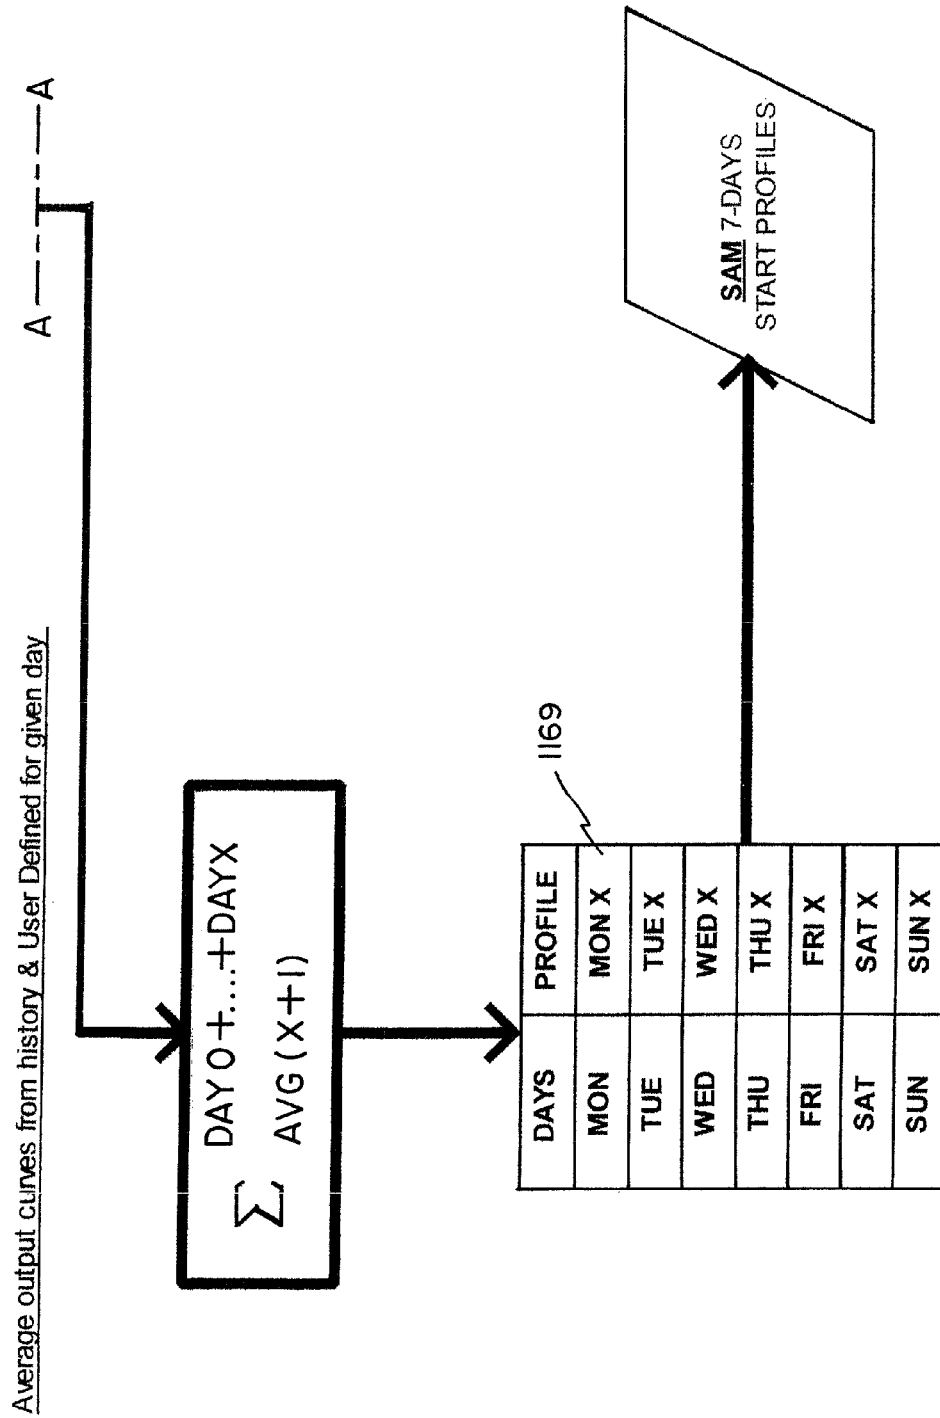 Average output curves from history & User Defined for given day
A A
∑ DAY 0+....+DAYX
AVG (X+1)
1169
DAYS PROFILE
MON MON X
TUE TUE X
WED WED X
THU THU X
FRI FRI X
SAT SAT X
SUN SUN X
SAM 7-DAYS
START PROFILES